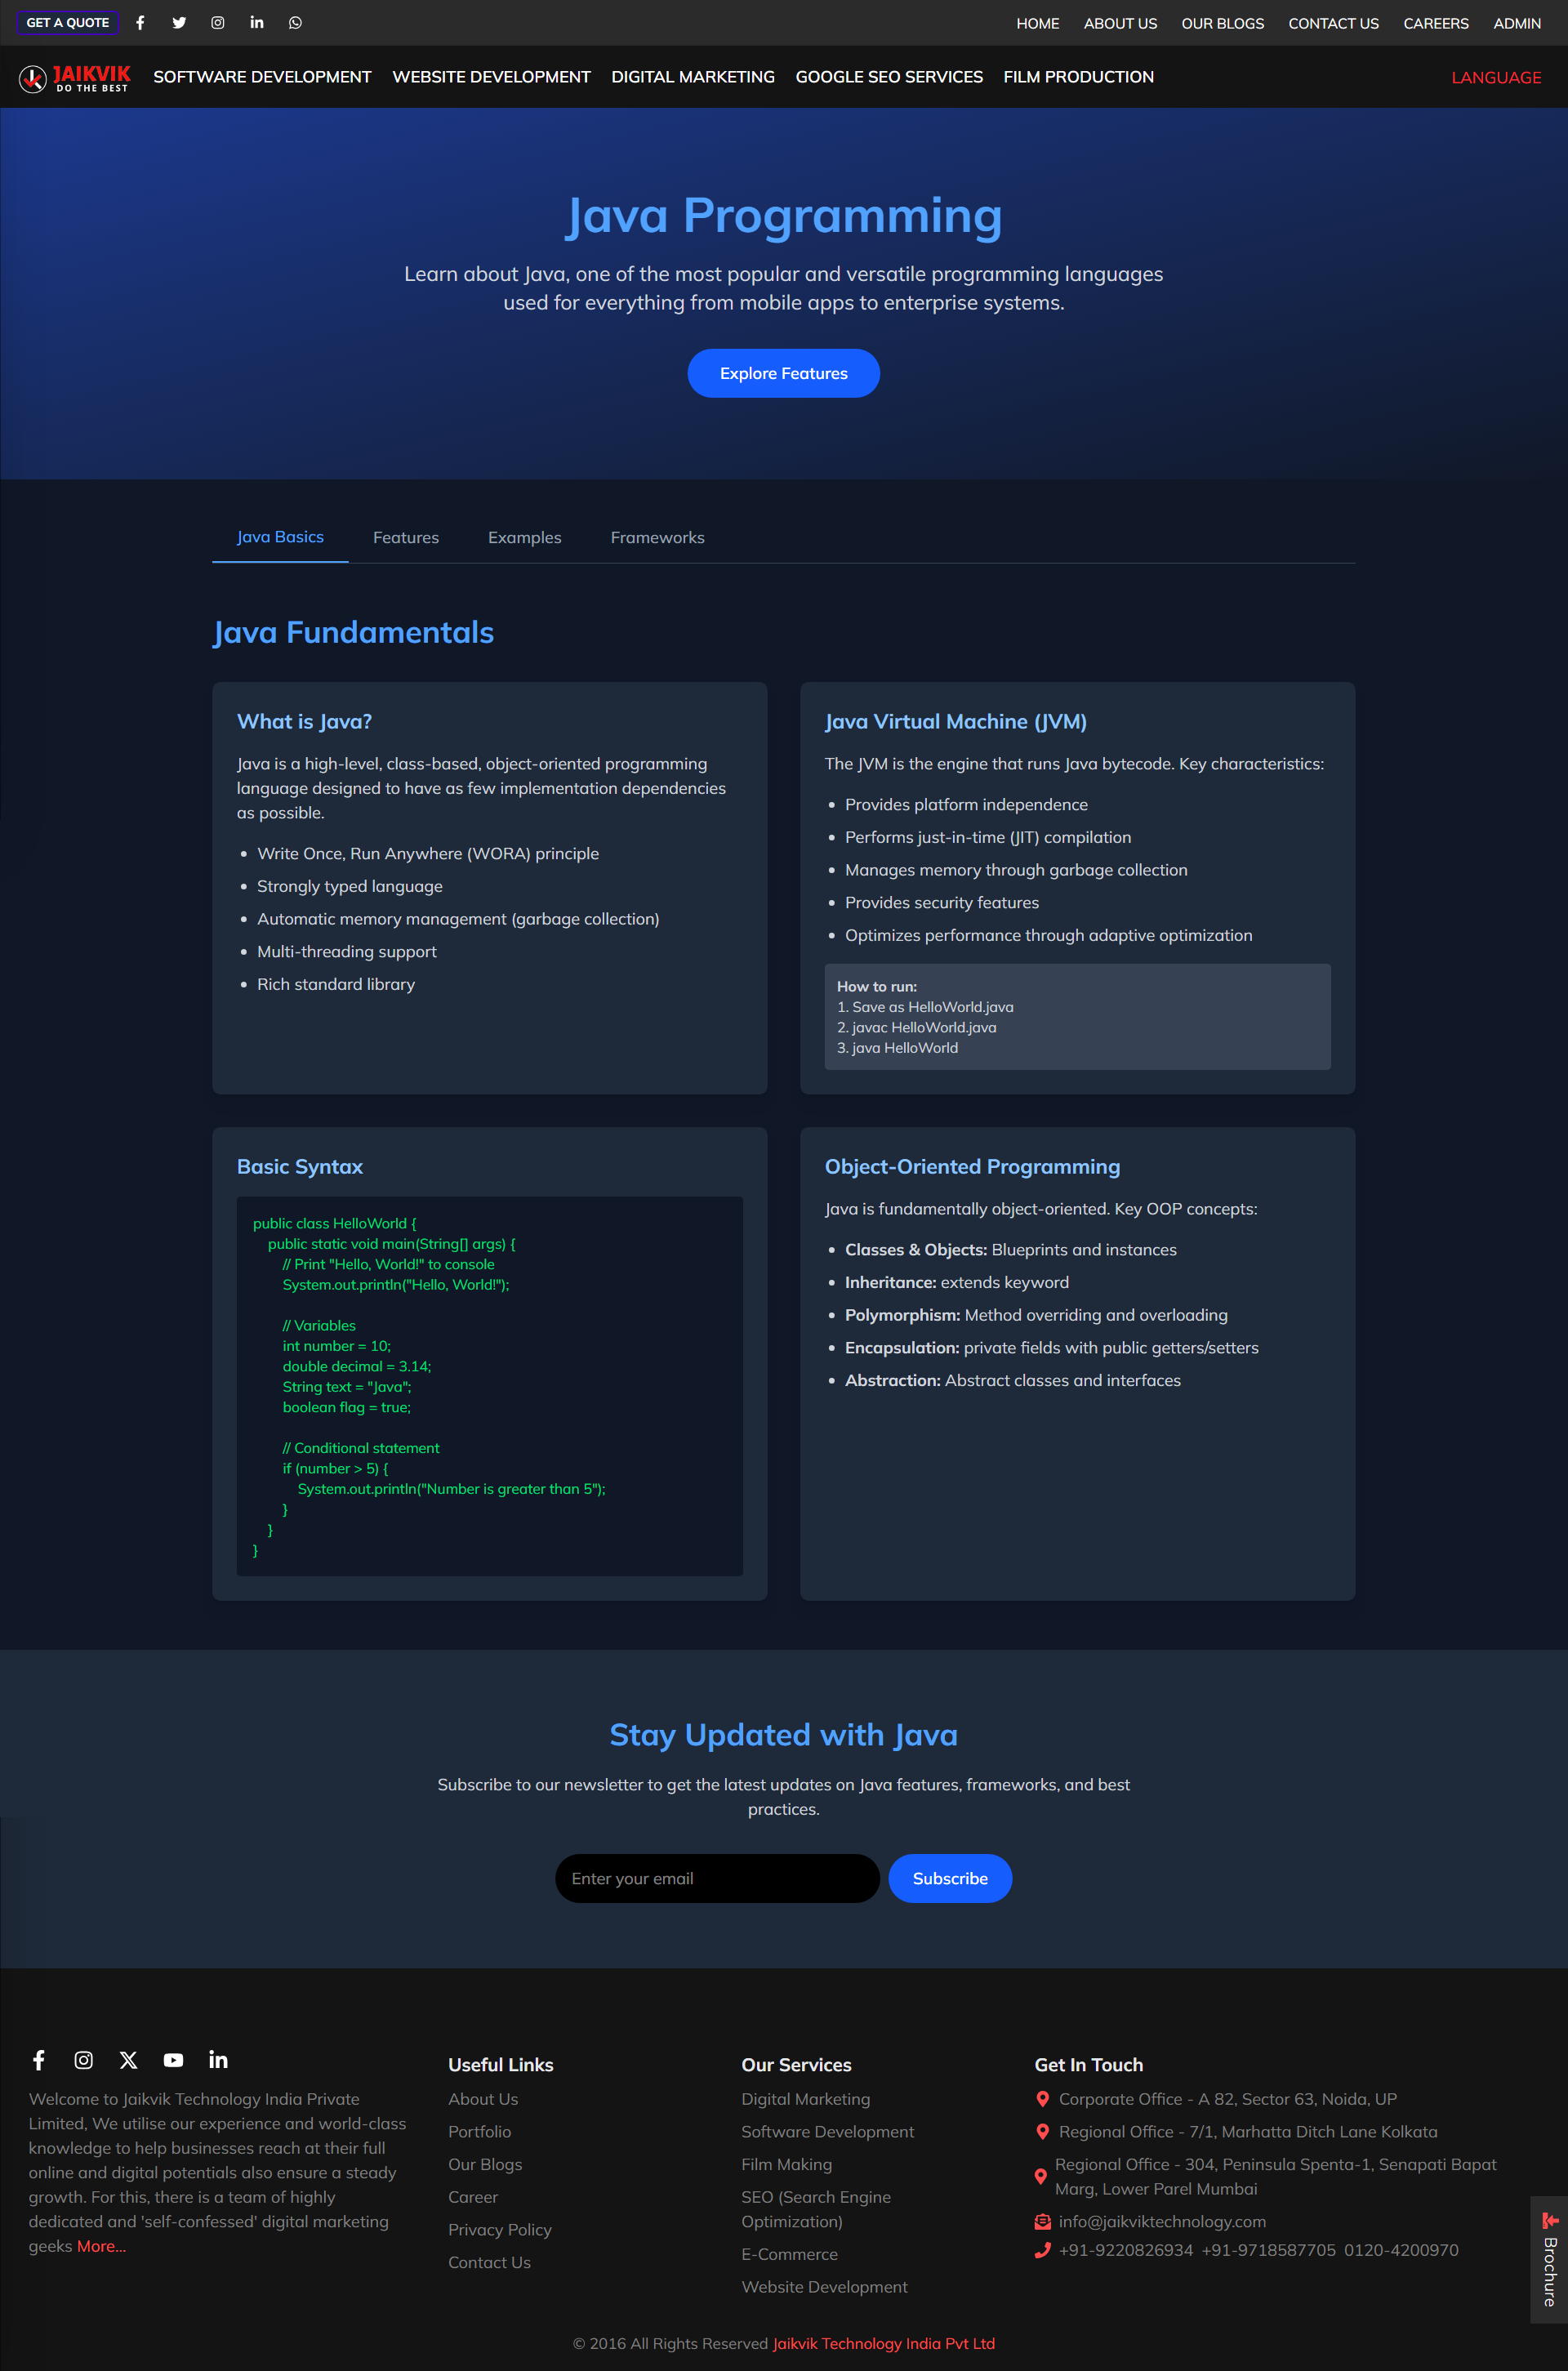 GET A QUOTE
HOME ABOUT US OUR BLOGS CONTACT US CAREERS ADMIN
JAIKVIK
DO THE BEST
SOFTWARE DEVELOPMENT WEBSITE DEVELOPMENT DIGITAL MARKETING GOOGLE SEO SERVICES FILM PRODUCTION
LANGUAGE
Java Programming
Learn about Java, one of the most popular and versatile programming languages
used for everything from mobile apps to enterprise systems.
Explore Features
Java Basics Features Examples Frameworks
Java Fundamentals
What is Java?
Java is a high-level, class-based, object-oriented programming
language designed to have as few implementation dependencies
as possible.
• Write Once, Run Anywhere (WORA) principle
• Strongly typed language
• Automatic memory management (garbage collection)
• Multi-threading support
• Rich standard library
Java Virtual Machine (JVM)
The JVM is the engine that runs Java bytecode. Key characteristics:
• Provides platform independence
• Performs just-in-time (JIT) compilation
• Manages memory through garbage collection
• Provides security features
• Optimizes performance through adaptive optimization
How to run:
1. Save as HelloWorld.java
2. javac HelloWorld.java
3. java HelloWorld
Basic Syntax
public class HelloWorld {
    public static void main(String[] args) {
        // Print "Hello, World!" to console
        System.out.println("Hello, World!");

        // Variables
        int number = 10;
        double decimal = 3.14;
        String text = "Java";
        boolean flag = true;

        // Conditional statement
        if (number > 5) {
            System.out.println("Number is greater than 5");
        }
    }
}
Object-Oriented Programming
Java is fundamentally object-oriented. Key OOP concepts:
• Classes & Objects: Blueprints and instances
• Inheritance: extends keyword
• Polymorphism: Method overriding and overloading
• Encapsulation: private fields with public getters/setters
• Abstraction: Abstract classes and interfaces
Stay Updated with Java
Subscribe to our newsletter to get the latest updates on Java features, frameworks, and best
practices.
Enter your email
Subscribe
Welcome to Jaikvik Technology India Private
Limited, We utilise our experience and world-class
knowledge to help businesses reach at their full
online and digital potentials also ensure a steady
growth. For this, there is a team of highly
dedicated and 'self-confessed' digital marketing
geeks More...
Useful Links
About Us
Portfolio
Our Blogs
Career
Privacy Policy
Contact Us
Our Services
Digital Marketing
Software Development
Film Making
SEO (Search Engine
Optimization)
E-Commerce
Website Development
Get In Touch
Corporate Office - A 82, Sector 63, Noida, UP
Regional Office - 7/1, Marhatta Ditch Lane Kolkata
Regional Office - 304, Peninsula Spenta-1, Senapati Bapat
Marg, Lower Parel Mumbai
info@jaikviktechnology.com
+91-9220826934 +91-9718587705 0120-4200970
Brochure
© 2016 All Rights Reserved Jaikvik Technology India Pvt Ltd